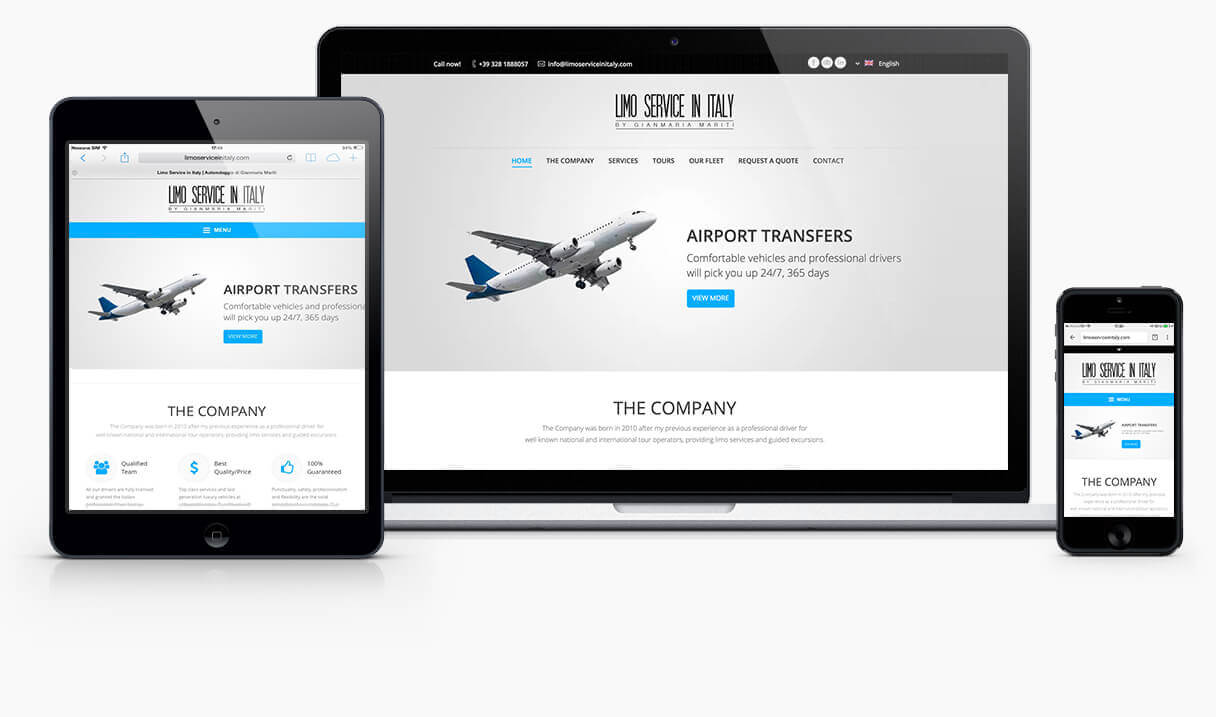 Call now! +39 328 1888057 info@limoserviceinitaly.com
English
LIMO SERVICE IN ITALY
BY GIANMARIA MARITI
HOME THE COMPANY SERVICES TOURS OUR FLEET REQUEST A QUOTE CONTACT
AIRPORT TRANSFERS
Comfortable vehicles and professional drivers
will pick you up 24/7, 365 days
VIEW MORE
THE COMPANY
The Company was born in 2010 after my previous experience as a professional driver for
well known national and international tour operators, providing limo services and guided excursions.
limoserviceinitaly.com
Limo Service in Italy | Autonoleggio di Gianmaria Mariti
LIMO SERVICE IN ITALY
BY GIANMARIA MARITI
MENU
AIRPORT TRANSFERS
Comfortable vehicles and professiona
will pick you up 24/7, 365 days
VIEW MORE
THE COMPANY
The Company was born in 2010 after my previous experience as a professional driver for
well known national and international tour operators, providing limo services and guided excursions.
Qualified
Team
Best
Quality/Price
100%
Guaranteed
All our drivers are fully trained
and granted the Italian
Top class services and last
generation luxury vehicles at
Punctuality, safety, professionalism
and flexibility are the solid
limoserviceinitaly.com
LIMO SERVICE IN ITALY
BY GIANMARIA MARITI
MENU
AIRPORT TRANSFERS
THE COMPANY
The Company was born in 2010 after my previous
experience as a professional driver for
well known national and international tour operators,